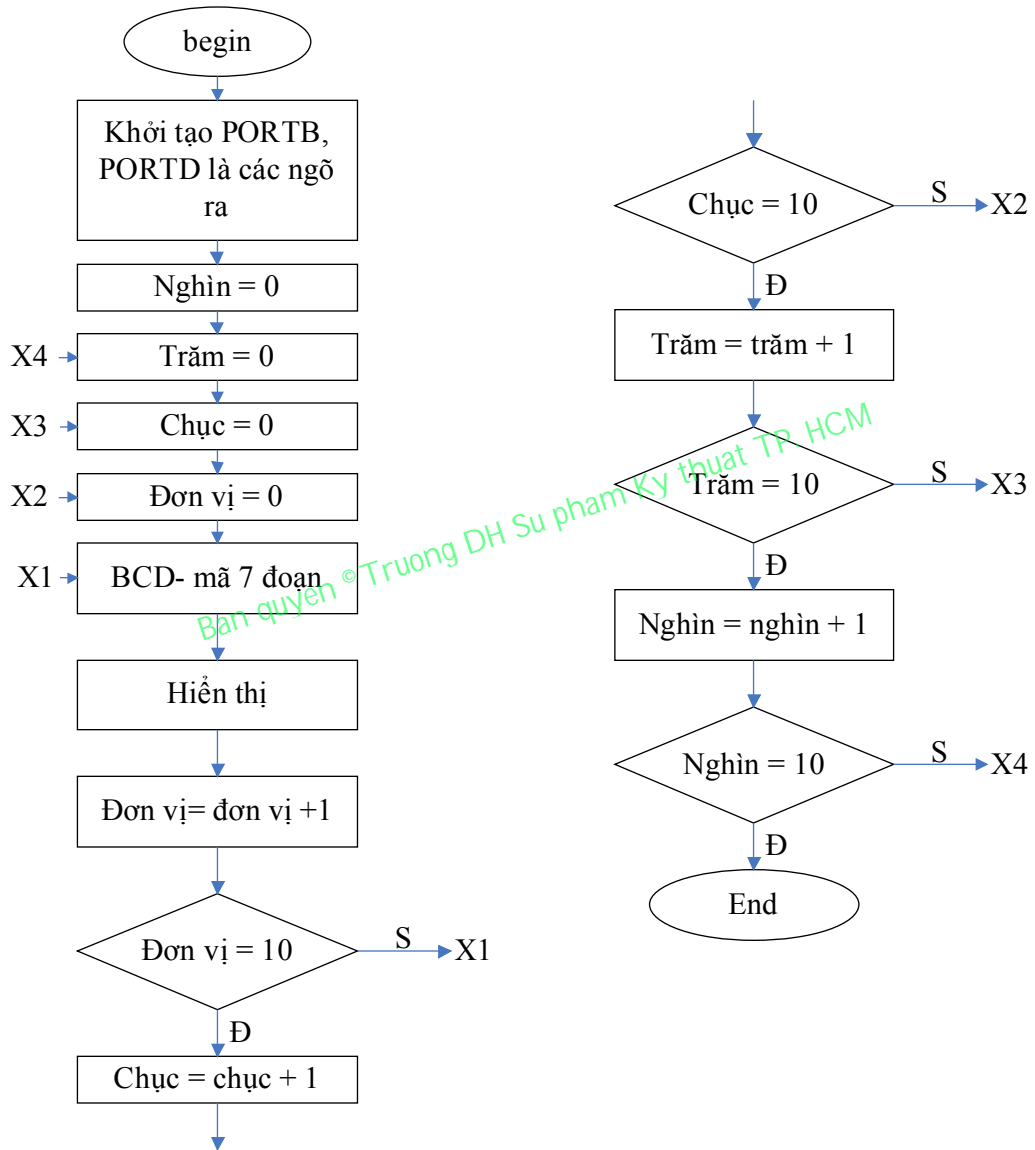 begin
Khởi tạo PORTB,
PORTD là các ngõ
ra
Nghìn = 0
X4
Trăm = 0
X3
Chục = 0
X2
Đơn vị = 0
X1
BCD- mã 7 đoạn
Hiển thị
Đơn vị= đơn vị +1
Đơn vị = 10
S
X1
Đ
Chục = chục + 1
Chục = 10
S
X2
Đ
Trăm = trăm + 1
Trăm = 10
S
X3
Đ
Nghìn = nghìn + 1
Nghìn = 10
S
X4
Đ
End
Ban quyen © Truong DH Su pham Ky thuat TP. HCM